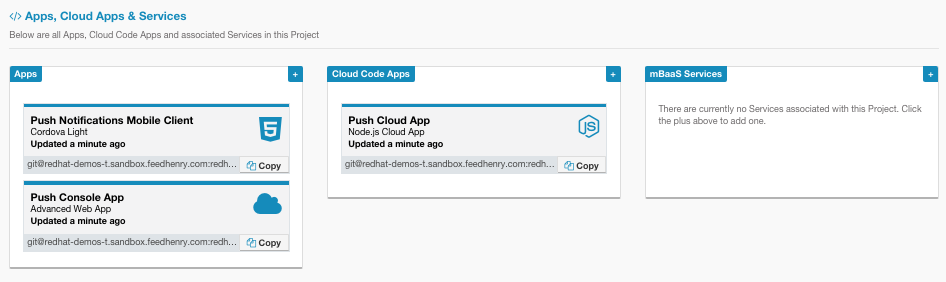 </> Apps, Cloud Apps & Services
Below are all Apps, Cloud Code Apps and associated Services in this Project
Apps
+
Push Notifications Mobile Client
Cordova Light
Updated a minute ago
git@redhat-demos-t.sandbox.feedhenry.com:redh...
Copy
Push Console App
Advanced Web App
Updated a minute ago
git@redhat-demos-t.sandbox.feedhenry.com:redh...
Copy
Cloud Code Apps
+
Push Cloud App
Node.js Cloud App
Updated a minute ago
JS
git@redhat-demos-t.sandbox.feedhenry.com:redh...
Copy
mBaaS Services
+
There are currently no Services associated with this Project. Click
the plus above to add one.